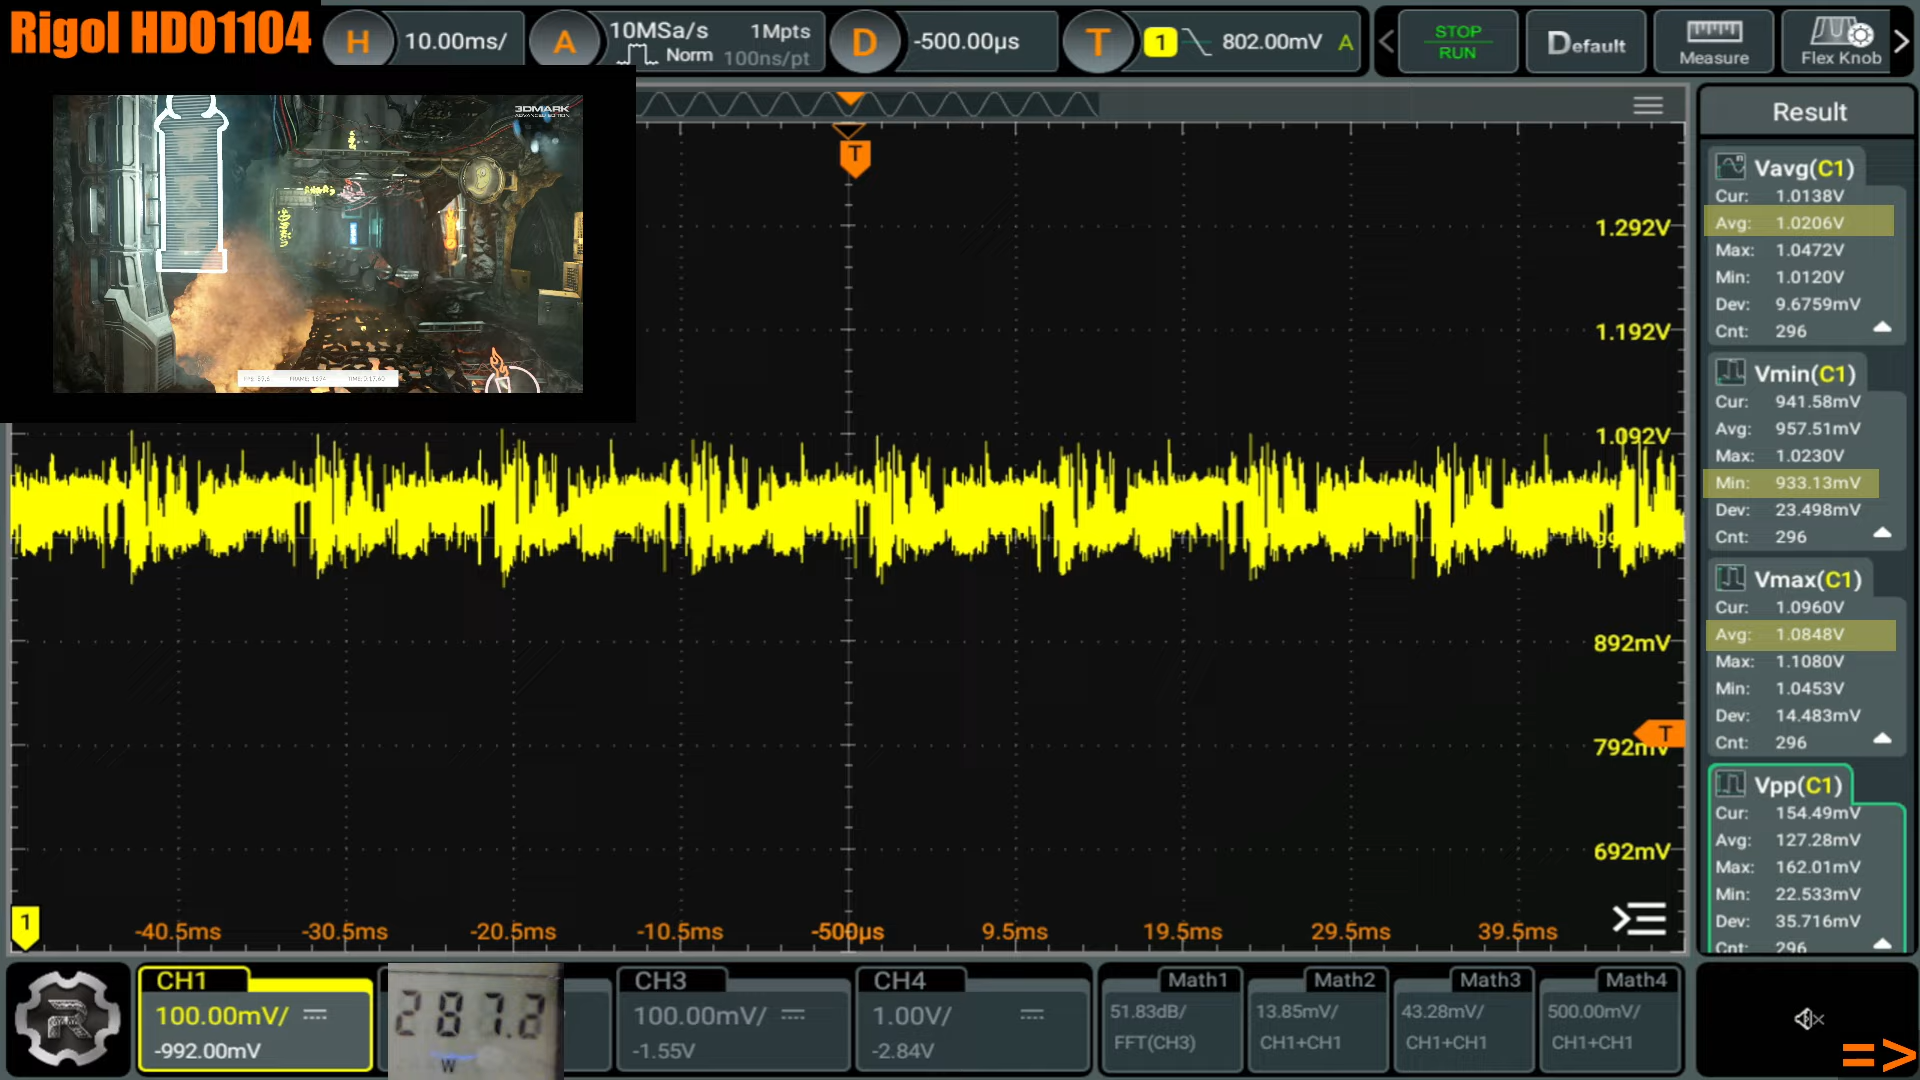 Rigol HDO1104
H
10.00ms/
A
10MSa/s
1Mpts
Norm
100ns/pt
D
-500.00µs
T
1
802.00mV
A
STOP
RUN
Default
Measure
Flex Knob
3DMARK
ADVANCED EDITION
T
1.292V
1.192V
1.092V
892mV
792mV
T
692mV
-40.5ms
-30.5ms
-20.5ms
-10.5ms
-500µs
9.5ms
19.5ms
29.5ms
39.5ms
1
Result
Vavg(C1)
Cur: 1.0138V
Avg: 1.0206V
Max: 1.0472V
Min: 1.0120V
Dev: 9.6759mV
Cnt: 296
Vmin(C1)
Cur: 941.58mV
Avg: 957.51mV
Max: 1.0230V
Min: 933.13mV
Dev: 23.498mV
Cnt: 296
Vmax(C1)
Cur: 1.0960V
Avg: 1.0848V
Max: 1.1080V
Min: 1.0453V
Dev: 14.483mV
Cnt: 296
Vpp(C1)
Cur: 154.49mV
Avg: 127.28mV
Max: 162.01mV
Min: 22.533mV
Dev: 35.716mV
Cnt: 296
CH1
100.00mV/
-992.00mV
287.2
W
CH3
100.00mV/
-1.55V
CH4
1.00V/
-2.84V
Math1
51.83dB/
FFT(CH3)
Math2
13.85mV/
CH1+CH1
Math3
43.28mV/
CH1+CH1
Math4
500.00mV/
CH1+CH1
=>